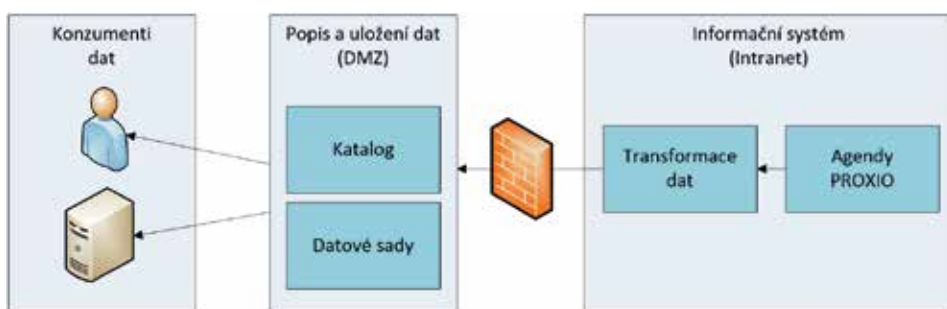 Konzumenti
dat
Popis a uložení dat
(DMZ)
Katalog
Datové sady
Informační systém
(Intranet)
Transformace
dat
Agendy
PROXIO